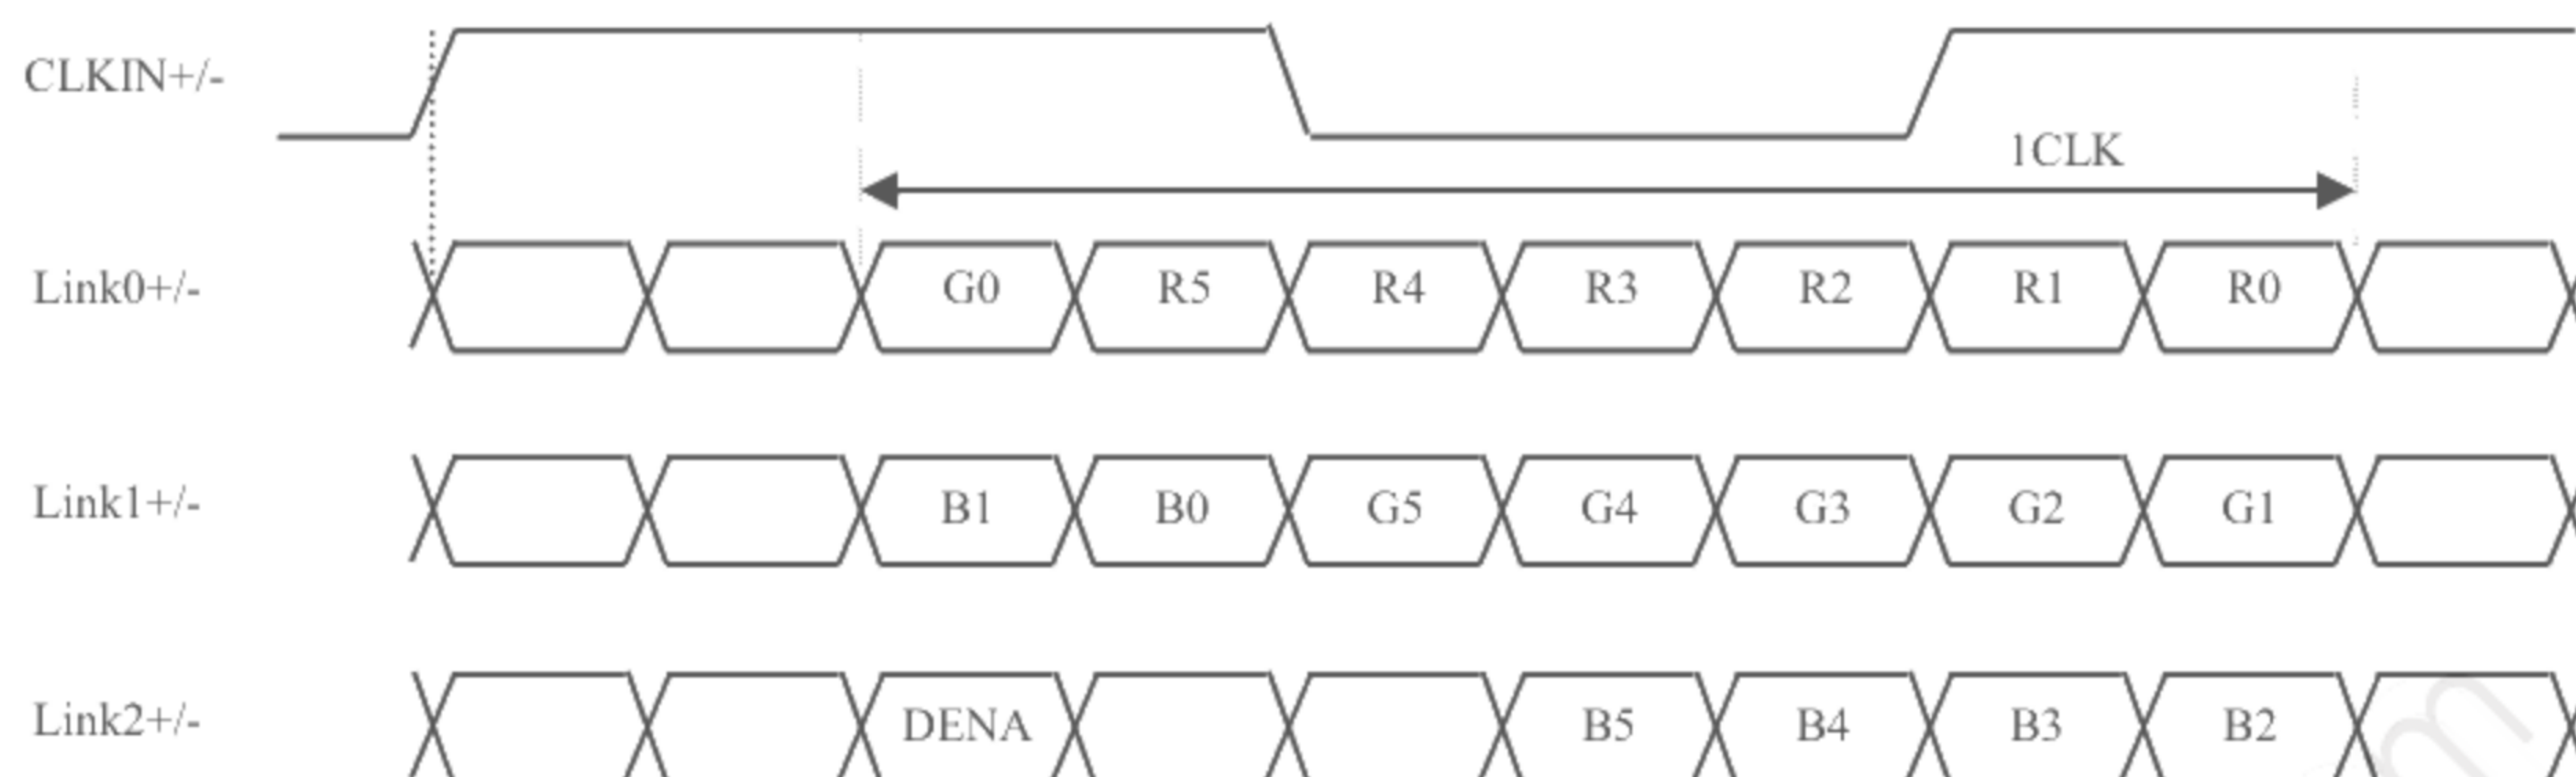 CLKIN+/-
1CLK
Link0+/- G0 R5 R4 R3 R2 R1 R0
Link1+/- B1 B0 G5 G4 G3 G2 G1
Link2+/- DENA B5 B4 B3 B2